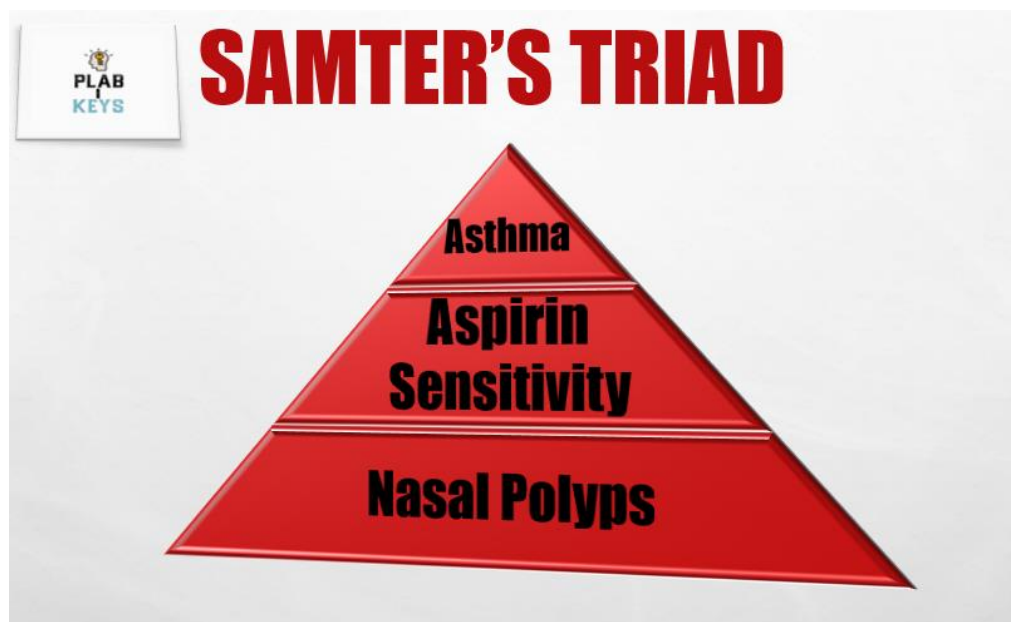 PLAB
1
KEYS
SAMTER'S TRIAD
Asthma
Aspirin
Sensitivity
Nasal Polyps